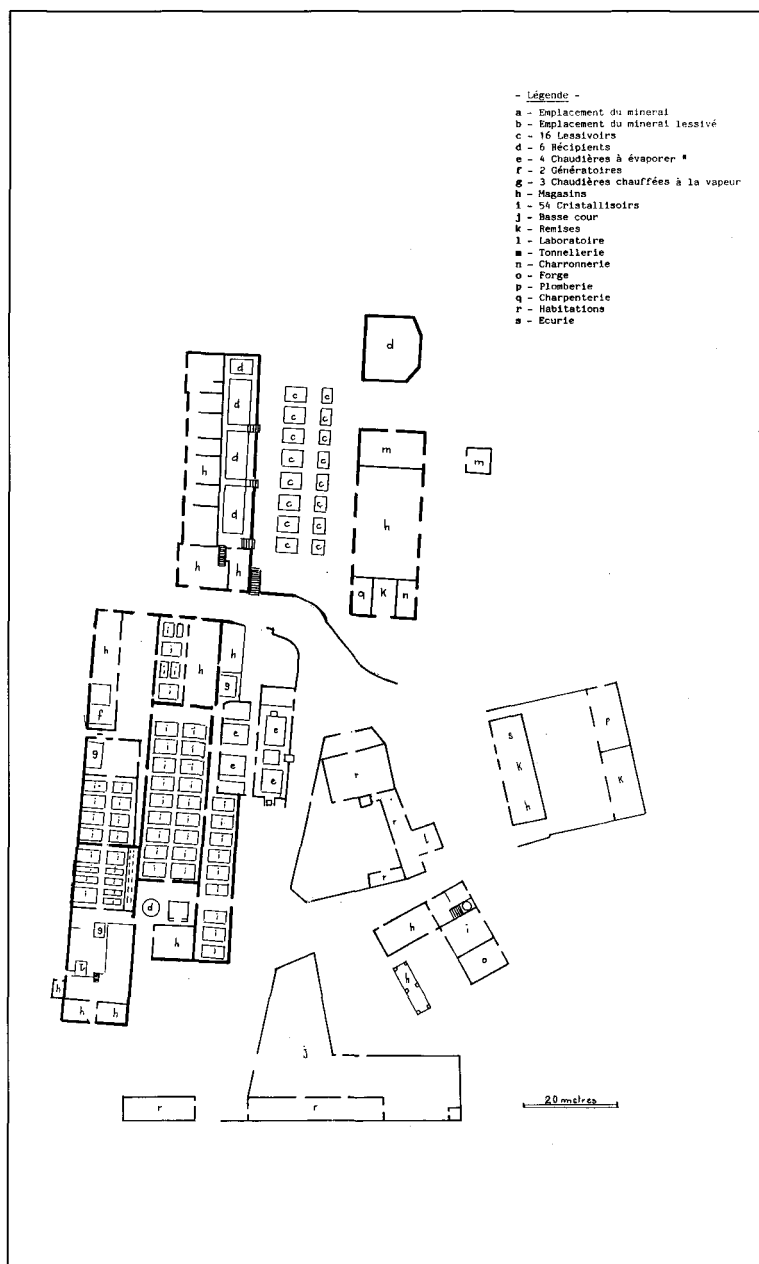 - Légende -
a - Emplacement du minerai
b - Emplacement du minerai lessivé
c - 16 Lessivoirs
d - 6 Récipients
e - 4 Chaudières à évaporer *
f - 2 Génératoires
g - 3 Chaudières chauffées à la vapeur
h - Magasins
i - 54 Cristallisoirs
j - Basse cour
k - Remises
l - Laboratoire
m - Tonnellerie
n - Charronnerie
o - Forge
p - Plomberie
q - Charpenterie
r - Habitations
s - Ecurie
d
d
d c c
c c
d c c m m
h c c
c c h
d c c
c c
c c
h h q k n
i
h i h h
i i g
i
f
i i e e s p
g i i r k k
i i e e h
i i i i i
i i i i i r l
i i i i i
i i i i i r
i i i
i i i
i i d i h i
g i o
h i h
h
h h j
r r
20 metres